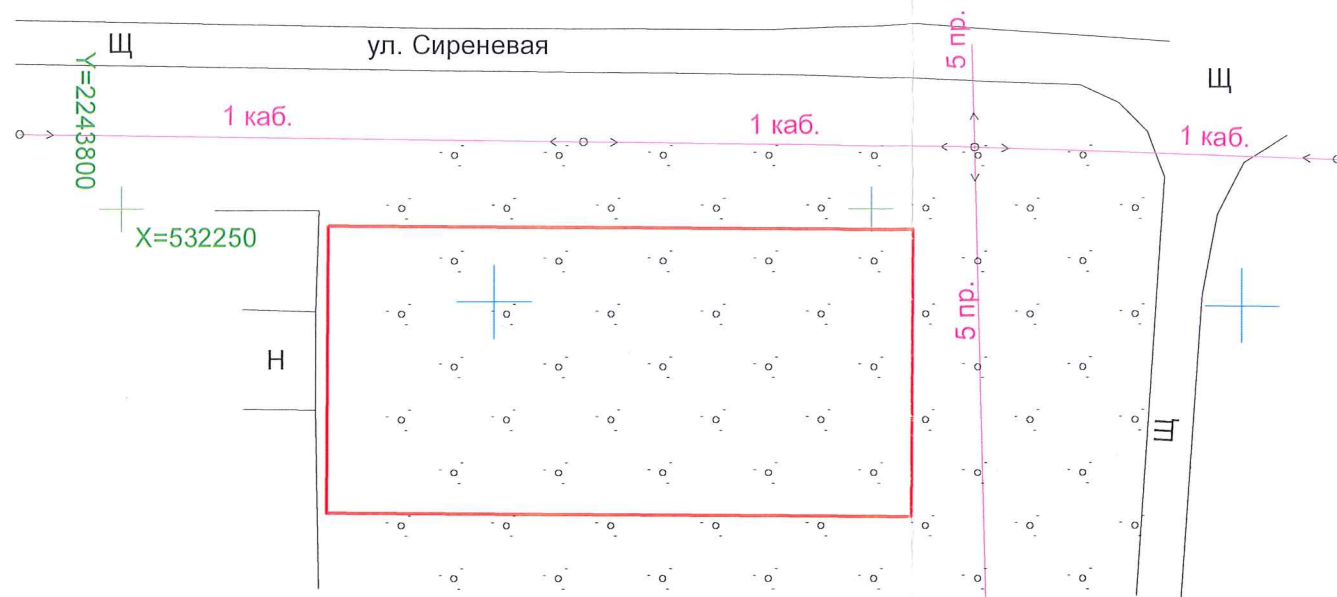 5 пр.
Щ
ул. Сиреневая
Щ
Y=2243800
1 каб.
1 каб.
1 каб.
X=532250
5 пр.
Н
Щ